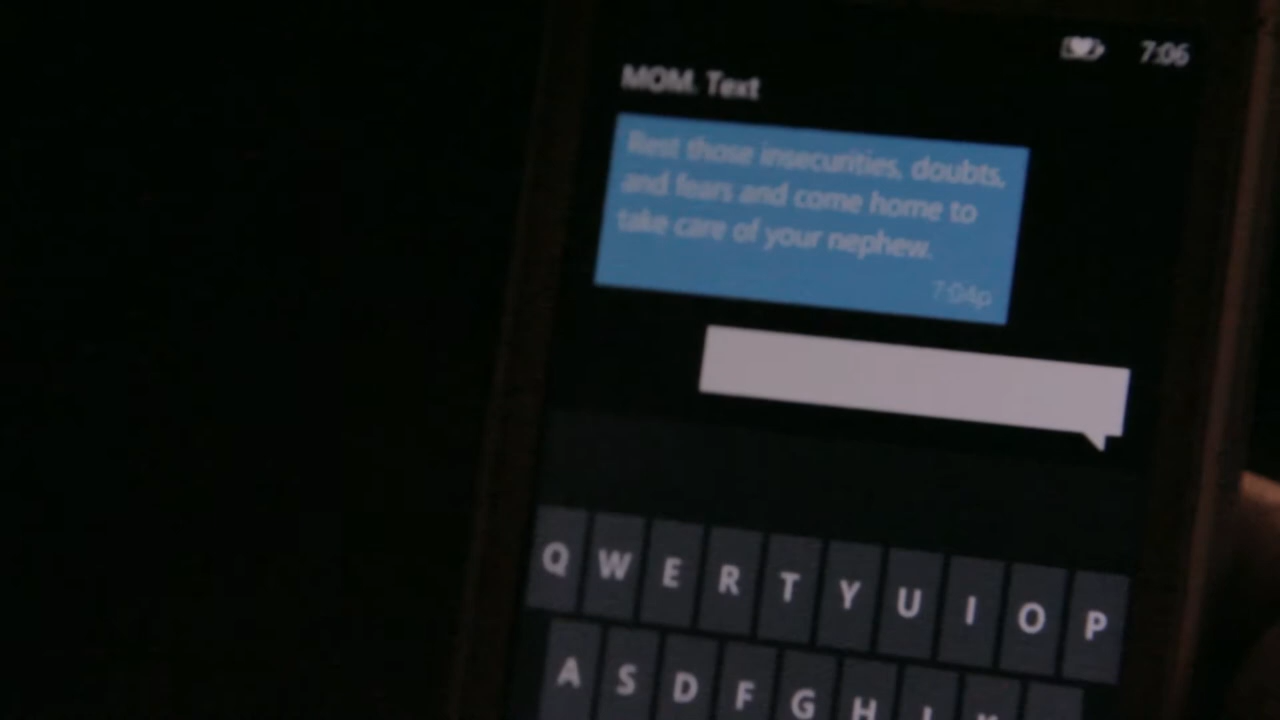 7:06
MOM. Text
Rest those insecurities, doubts,
and fears and come home to
take care of your nephew.
7:04p
Q W E R T Y U I O P
A S D F G H